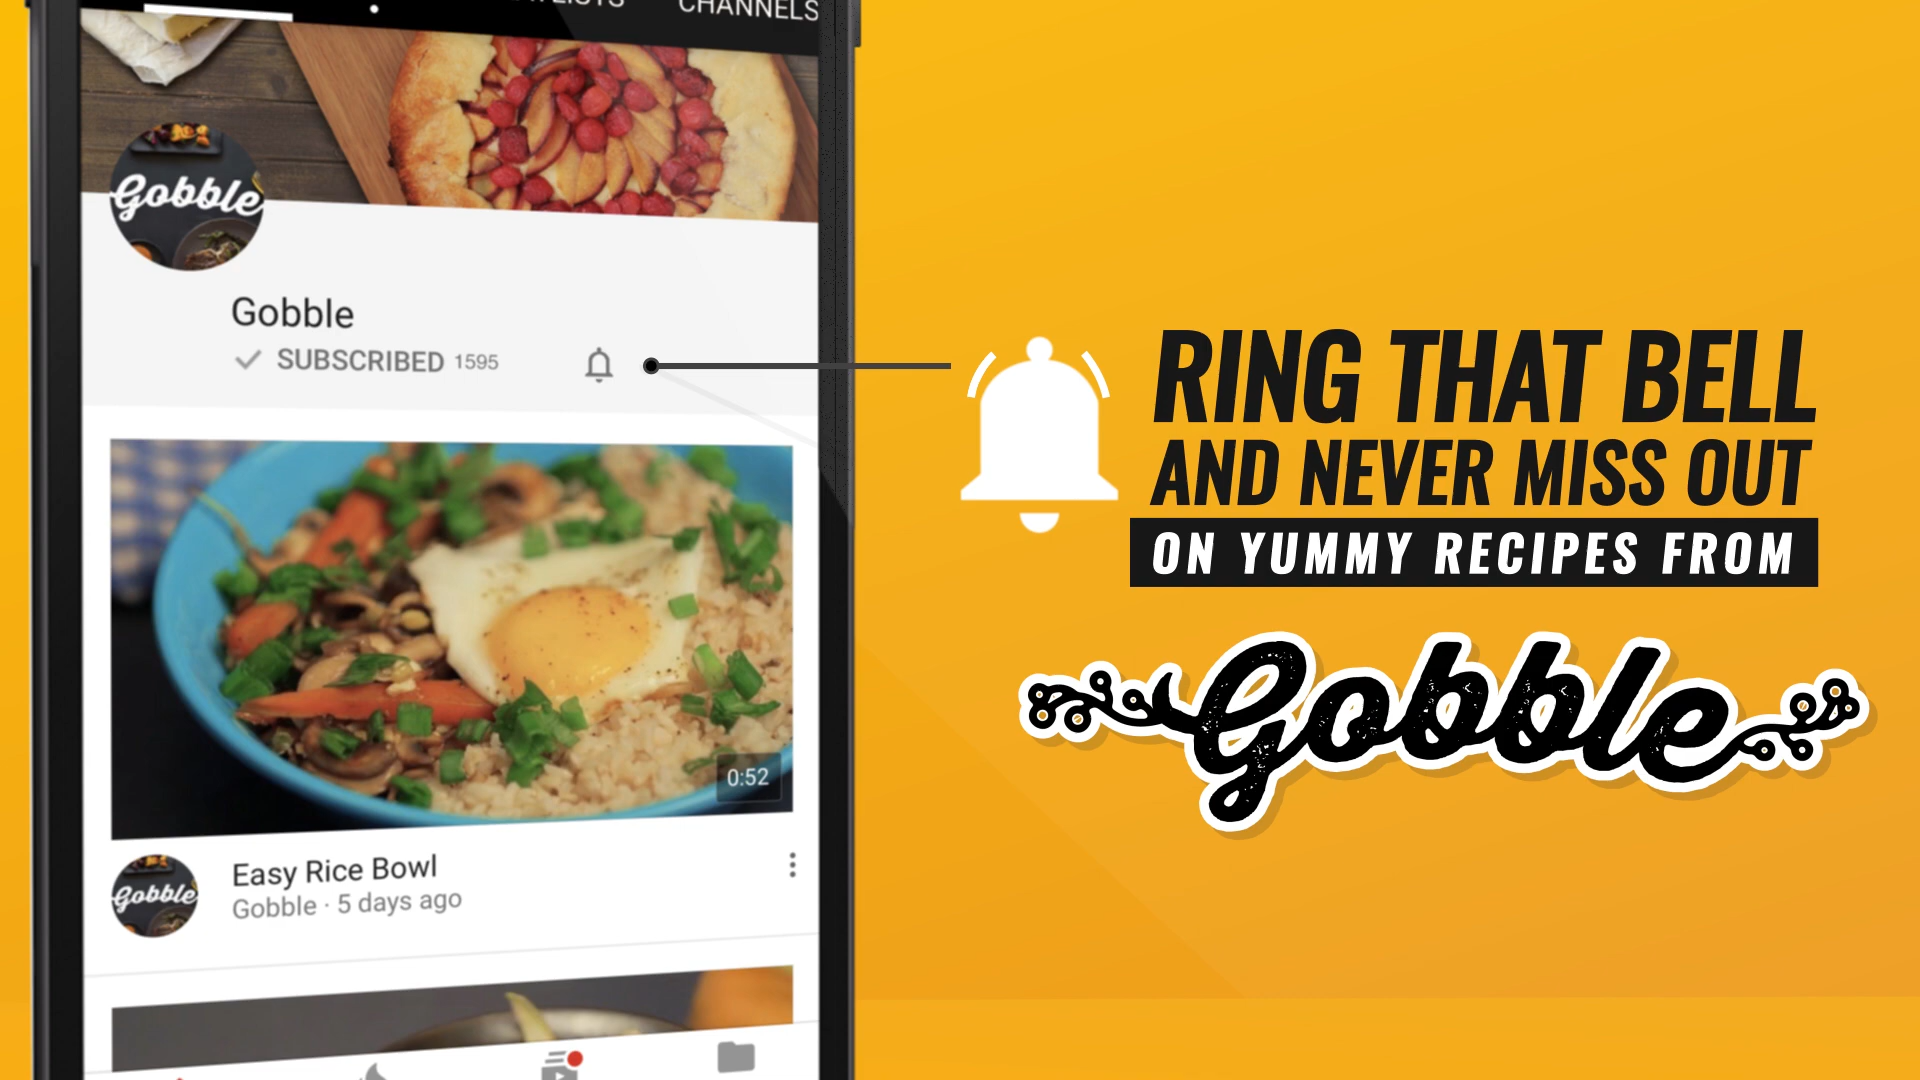 CHANNELS
Gobble
Gobble
SUBSCRIBED 1595
0:52
Easy Rice Bowl
Gobble · 5 days ago
Gobble
RING THAT BELL
AND NEVER MISS OUT
ON YUMMY RECIPES FROM
Gobble